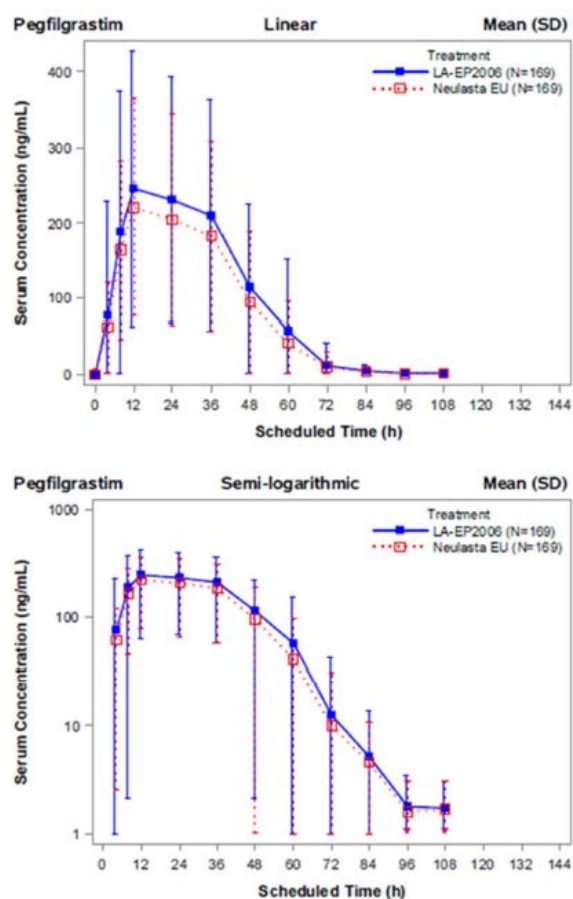 Pegfilgrastim Linear Mean (SD)
Treatment
LA-EP2006 (N=169)
Neulasta EU (N=169)
400
300
200
100
0
Serum Concentration (ng/mL)
0 12 24 36 48 60 72 84 96 108 120 132 144
Scheduled Time (h)
Pegfilgrastim Semi-logarithmic Mean (SD)
Treatment
LA-EP2006 (N=169)
Neulasta EU (N=169)
1000
100
10
1
Serum Concentration (ng/mL)
0 12 24 36 48 60 72 84 96 108 120 132 144
Scheduled Time (h)